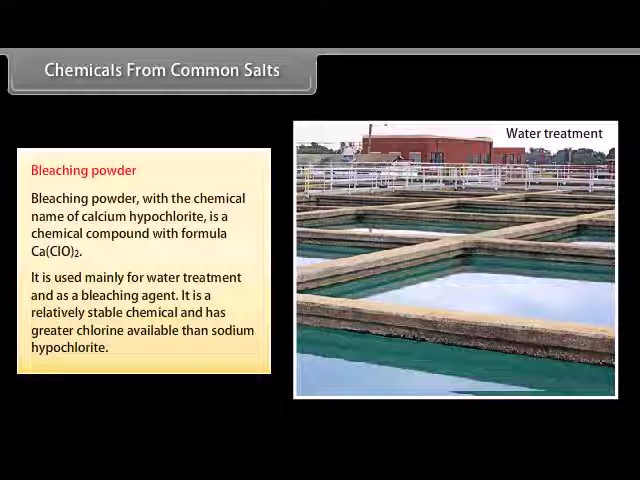 Chemicals From Common Salts
Water treatment
Bleaching powder
Bleaching powder, with the chemical
name of calcium hypochlorite, is a
chemical compound with formula
Ca(ClO)₂.
It is used mainly for water treatment
and as a bleaching agent. It is a
relatively stable chemical and has
greater chlorine available than sodium
hypochlorite.